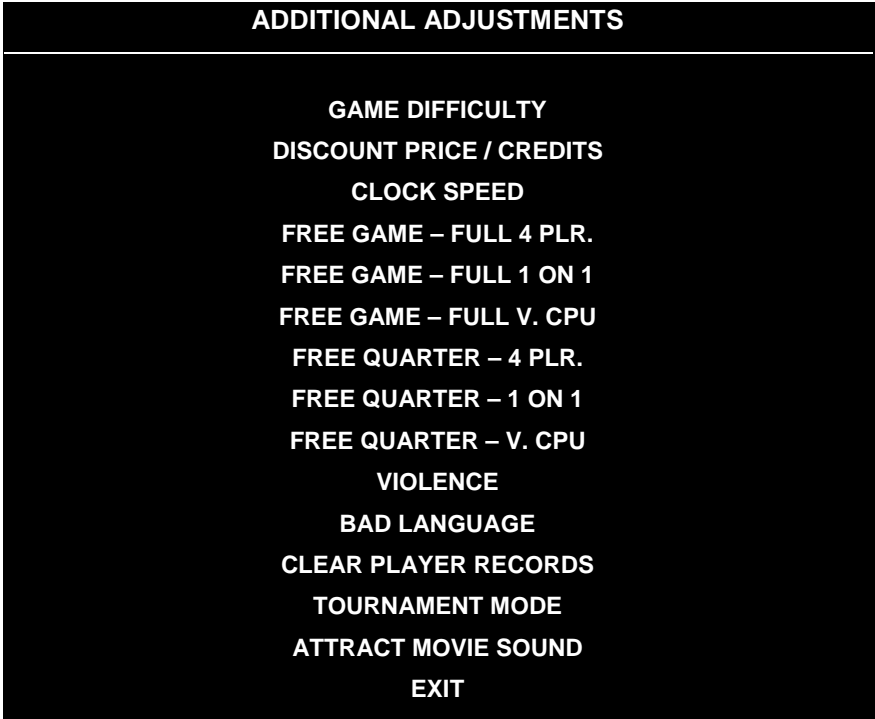 ADDITIONAL ADJUSTMENTS
GAME DIFFICULTY
DISCOUNT PRICE / CREDITS
CLOCK SPEED
FREE GAME – FULL 4 PLR.
FREE GAME – FULL 1 ON 1
FREE GAME – FULL V. CPU
FREE QUARTER – 4 PLR.
FREE QUARTER – 1 ON 1
FREE QUARTER – V. CPU
VIOLENCE
BAD LANGUAGE
CLEAR PLAYER RECORDS
TOURNAMENT MODE
ATTRACT MOVIE SOUND
EXIT